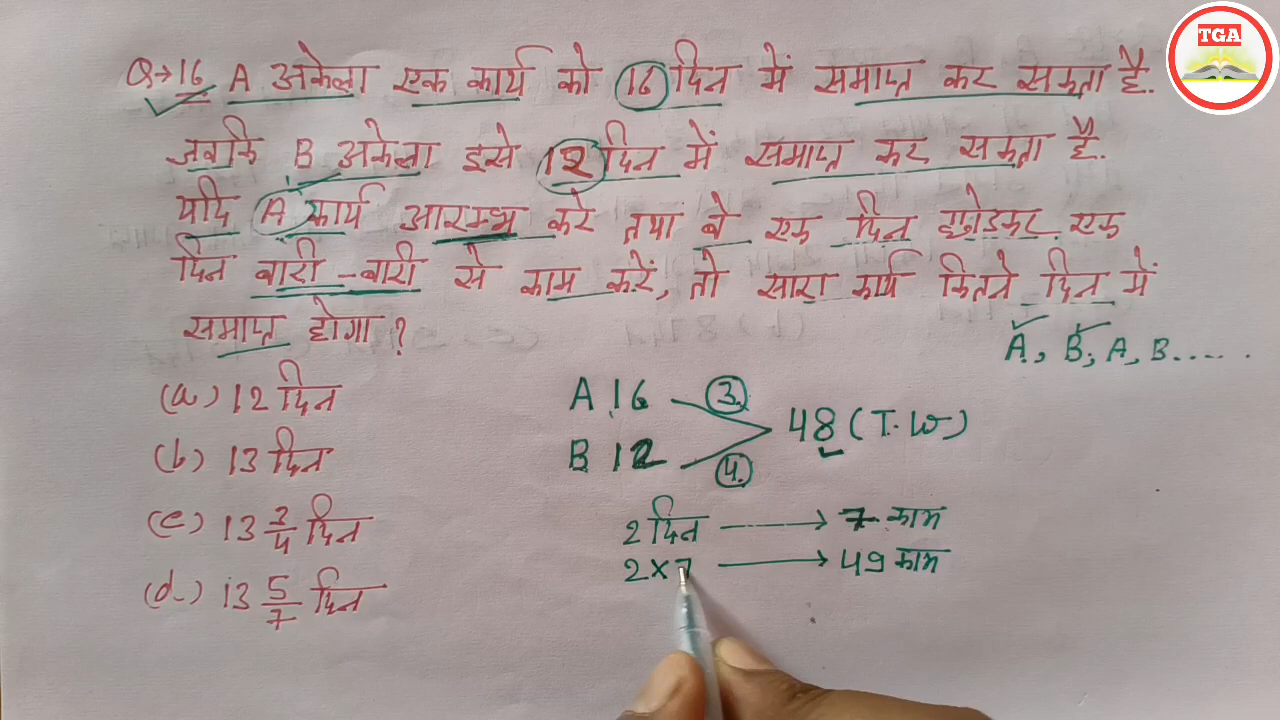 TGA
Q→16 A अकेला एक कार्य को 16 दिन में समाप्त कर सकता है.
जबकि B अकेला इसे 12 दिन में समाप्त कर सकता है.
यदि A कार्य आरम्भ करे तथा वे एक दिन छोडकर एक
दिन बारी-बारी से काम करें, तो सारा कार्य कितने दिन में
समाप्त होगा?
A, B, A, B.....
(a) 12 दिन
(b) 13 दिन
(c) 13 3/4 दिन
(d) 13 5/7 दिन
A 16 3
48 (T.W)
B 12 4
2 दिन → 7 काम
2×7 → 49 काम